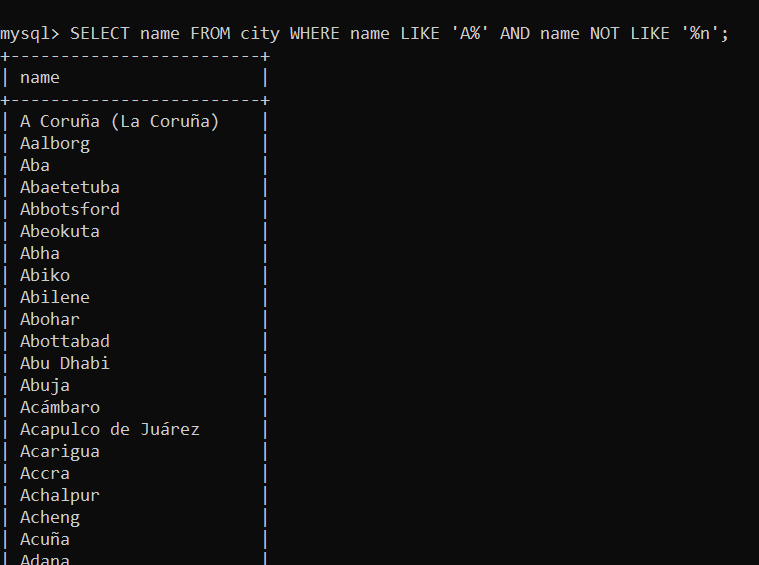 mysql> SELECT name FROM city WHERE name LIKE 'A%' AND name NOT LIKE '%n';
+-------------------------+
| name                    |
+-------------------------+
| A Coruña (La Coruña)    |
| Aalborg                 |
| Aba                     |
| Abaetetuba              |
| Abbotsford              |
| Abeokuta                |
| Abha                    |
| Abiko                   |
| Abilene                 |
| Abohar                  |
| Abottabad               |
| Abu Dhabi               |
| Abuja                   |
| Acámbaro                |
| Acapulco de Juárez      |
| Acarigua                |
| Accra                   |
| Achalpur                |
| Acheng                  |
| Acuña                   |
| Adana                   |